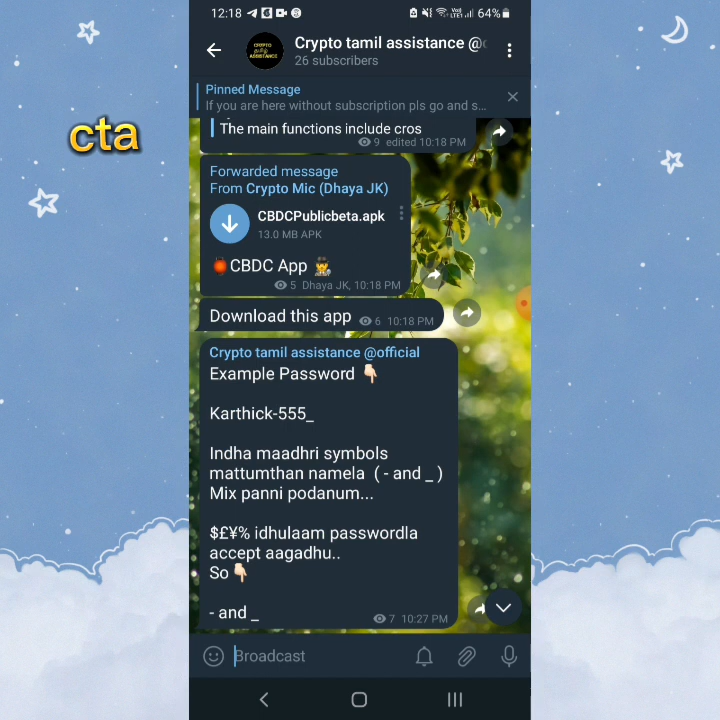 12:18
64%
cta
CRYPTO
தமிழ்
ASSISTANCE
Crypto tamil assistance @
26 subscribers
Pinned Message
If you are here without subscription pls go and s...
The main functions include cros
9 edited 10:18 PM
Forwarded message
From Crypto Mic (Dhaya JK)
CBDCPublicbeta.apk
13.0 MB APK
CBDC App
5 Dhaya JK, 10:18 PM
Download this app 6 10:18 PM
Crypto tamil assistance @official
Example Password 👇🏻
Karthick-555_
Indha maadhri symbols
mattumthan namela ( - and _ )
Mix panni podanum...
$£¥% idhulaam passwordla
accept aagadhu..
So👇🏻
- and _
7 10:27 PM
Broadcast